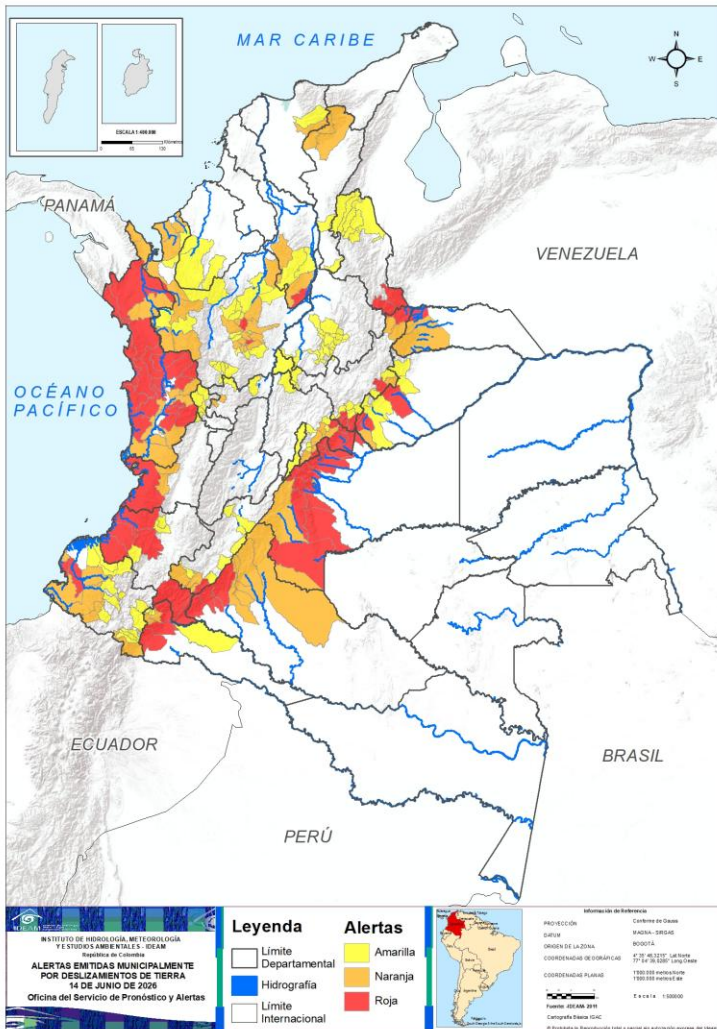 MAR CARIBE
N
W
E
S
ESCALA 1:400.000
PANAMÁ
VENEZUELA
OCÉANO
PACÍFICO
ECUADOR
BRASIL
PERÚ
IDEAM
INSTITUTO DE HIDROLOGÍA, METEOROLOGÍA
Y ESTUDIOS AMBIENTALES - IDEAM
República de Colombia
ALERTAS EMITIDAS MUNICIPALMENTE
POR DESLIZAMIENTOS DE TIERRA
14 DE JUNIO DE 2026
Oficina del Servicio de Pronóstico y Alertas
Leyenda
Límite
Departamental
Hidrografía
Límite
Internacional
Alertas
Amarilla
Naranja
Roja
Información de Referencia
PROYECCIÓN
Conforme de Gauss
DATUM
MAGNA - SIRGAS
ORIGEN DE LA ZONA
BOGOTÁ
COORDENADAS GEOGRÁFICAS
COORDENADAS PLANAS
Escala
Fuente: IDEAM 2011
Cartografía Básica IGAC